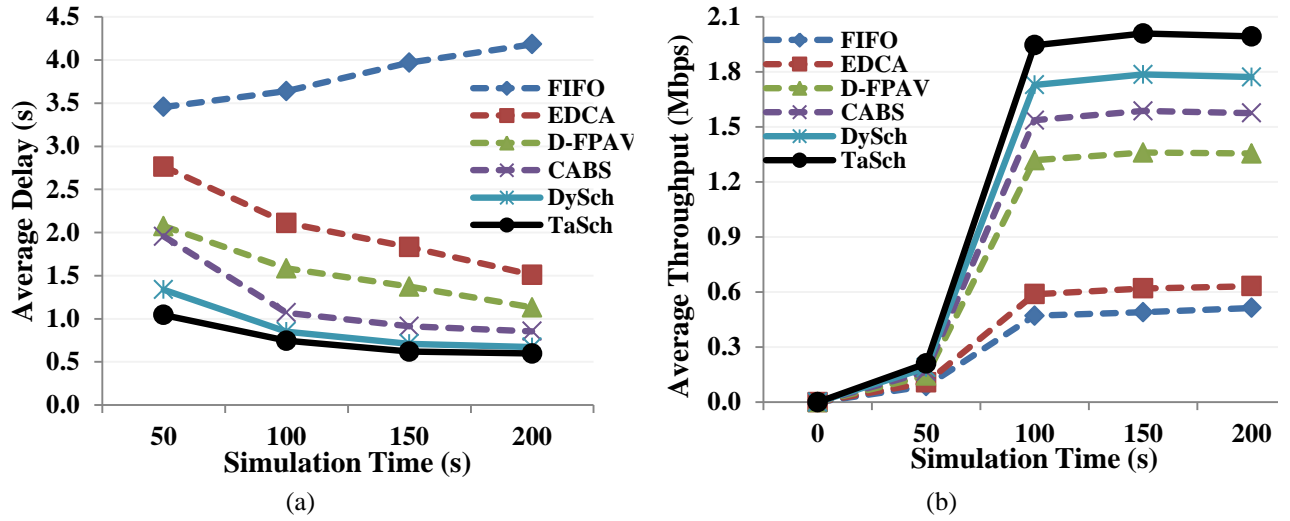 4.5
4.0
3.5
3.0
2.5
2.0
1.5
1.0
0.5
0.0
Average Delay (s)
FIFO
EDCA
D-FPAV
CABS
DySch
TaSch
50 100 150 200
Simulation Time (s)
(a)
2.1
1.8
1.5
1.2
0.9
0.6
0.3
0.0
Average Throughput (Mbps)
FIFO
EDCA
D-FPAV
CABS
DySch
TaSch
0 50 100 150 200
Simulation Time (s)
(b)